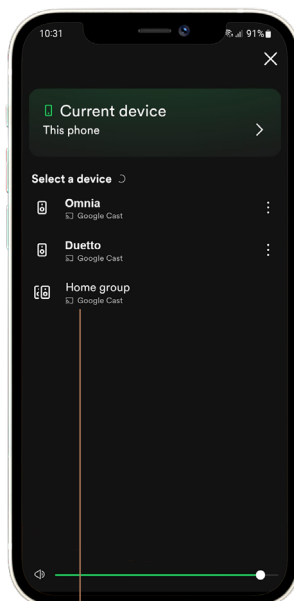 10:31
91%
Current device
This phone
Select a device
Omnia
Google Cast
Duetto
Google Cast
Home group
Google Cast